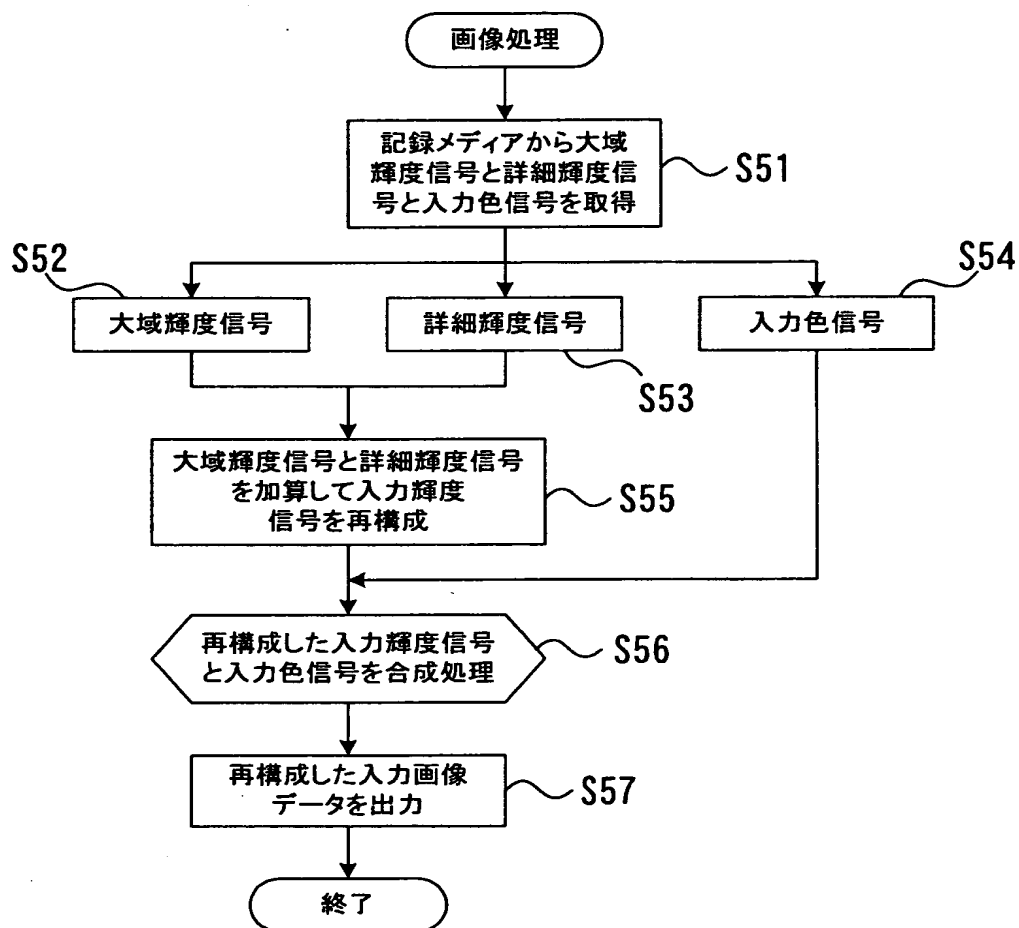 画像処理
記録メディアから大域
輝度信号と詳細輝度信
号と入力色信号を取得
S51
S52
S54
大域輝度信号
詳細輝度信号
入力色信号
S53
大域輝度信号と詳細輝度信号
を加算して入力輝度
信号を再構成
S55
再構成した入力輝度信号
と入力色信号を合成処理
S56
再構成した入力画像
データを出力
S57
終了